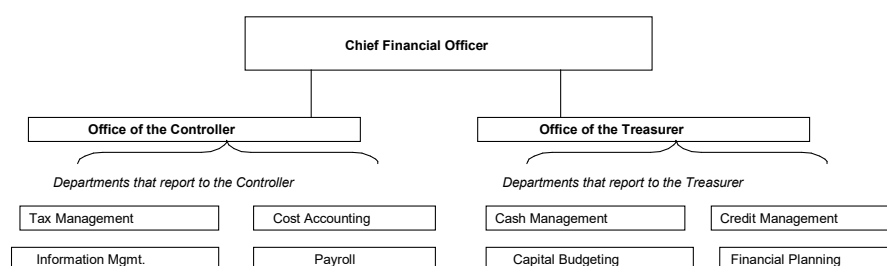 Chief Financial Officer
Office of the Controller
Office of the Treasurer
Departments that report to the Controller
Departments that report to the Treasurer
Tax Management
Cost Accounting
Cash Management
Credit Management
Information Mgmt.
Payroll
Capital Budgeting
Financial Planning